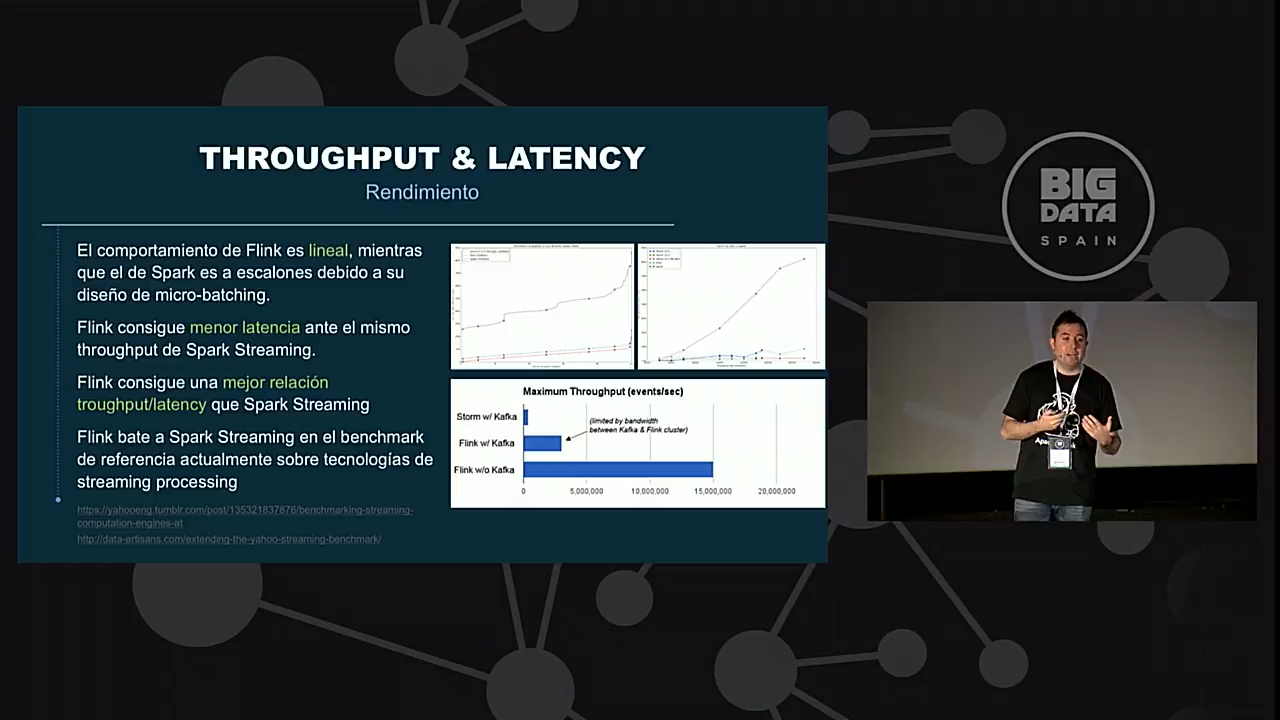 THROUGHPUT & LATENCY
Rendimiento
El comportamiento de Flink es lineal, mientras
que el de Spark es a escalones debido a su
diseño de micro-batching.
Flink consigue menor latencia ante el mismo
throughput de Spark Streaming.
Flink consigue una mejor relación
troughput/latency que Spark Streaming
Flink bate a Spark Streaming en el benchmark
de referencia actualmente sobre tecnologías de
streaming processing
https://yahooeng.tumblr.com/post/135321837876/benchmarking-streaming-
computation-engines-at
http://data-artisans.com/extending-the-yahoo-streaming-benchmark/
Maximum Throughput (events/sec)
Storm w/ Kafka
(limited by bandwidth
between Kafka & Flink cluster)
Flink w/ Kafka
Flink w/o Kafka
0
5,000,000
10,000,000
15,000,000
20,000,000
BIG
DATA
SPAIN